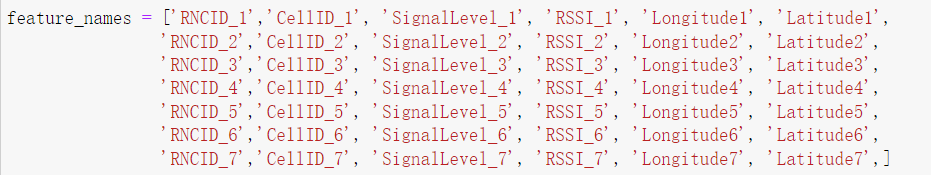 feature_names = ['RNCID_1','CellID_1', 'SignalLevel_1', 'RSSI_1', 'Longitude1', 'Latitude1',
'RNCID_2','CellID_2', 'SignalLevel_2', 'RSSI_2', 'Longitude2', 'Latitude2',
'RNCID_3','CellID_3', 'SignalLevel_3', 'RSSI_3', 'Longitude3', 'Latitude3',
'RNCID_4','CellID_4', 'SignalLevel_4', 'RSSI_4', 'Longitude4', 'Latitude4',
'RNCID_5','CellID_5', 'SignalLevel_5', 'RSSI_5', 'Longitude5', 'Latitude5',
'RNCID_6','CellID_6', 'SignalLevel_6', 'RSSI_6', 'Longitude6', 'Latitude6',
'RNCID_7','CellID_7', 'SignalLevel_7', 'RSSI_7', 'Longitude7', 'Latitude7',]